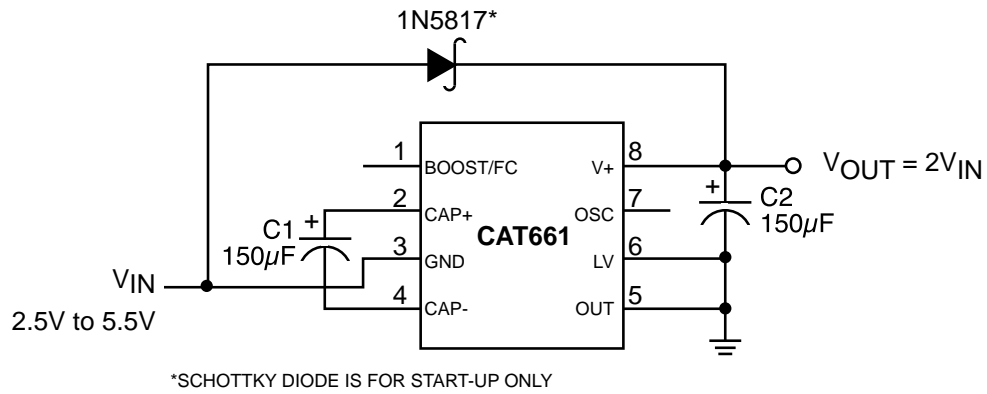 1N5817*
1 BOOST/FC V+ 8
VOUT = 2VIN
2 CAP+ OSC 7
C1 + 150µF
CAT661
+ C2 150µF
3 GND LV 6
VIN
4 CAP- OUT 5
2.5V to 5.5V
*SCHOTTKY DIODE IS FOR START-UP ONLY